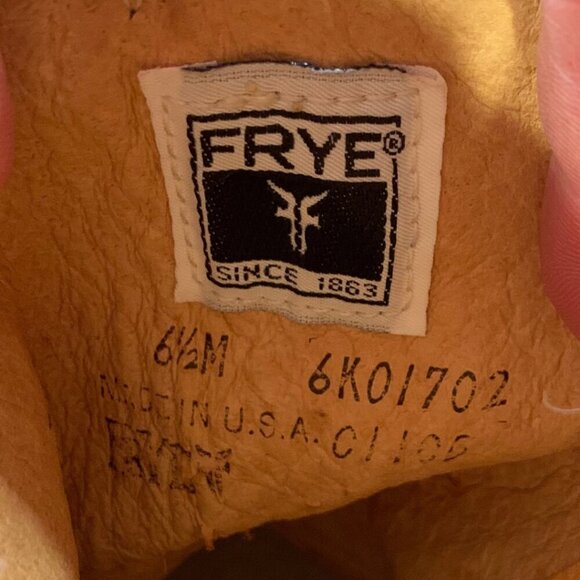 FRYE®
SINCE 1863
6½M 6K01702
MADE IN U.S.A.